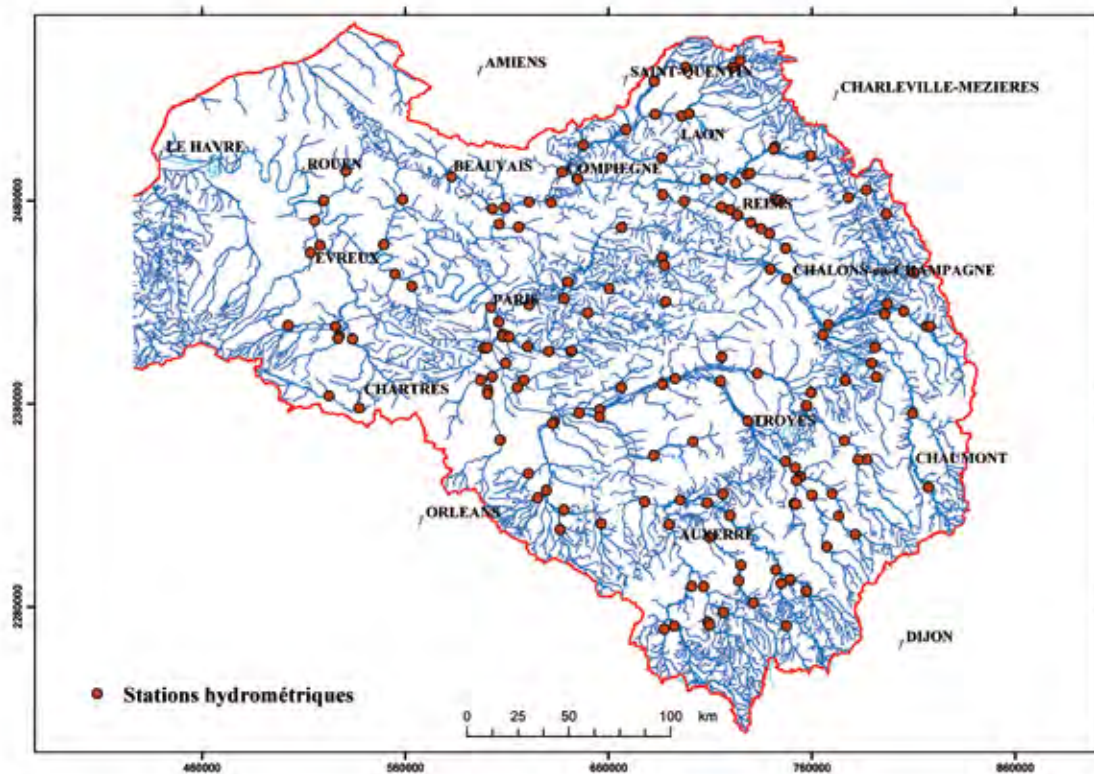 AMIENS
SAINT-QUENTIN
CHARLEVILLE-MEZIERES
LAON
LE HAVRE
ROUEN
BEAUVAIS
OMPIEGNE
2480000
REIMS
EVREUX
CHALONS-en-CHAMPAGNE
PARIS
CHARTRES
2380000
TROYES
CHAUMONT
ORLEANS
AUXERRE
2280000
DIJON
Stations hydrométriques
0 25 50 100 km
460000 560000 660000 760000 860000